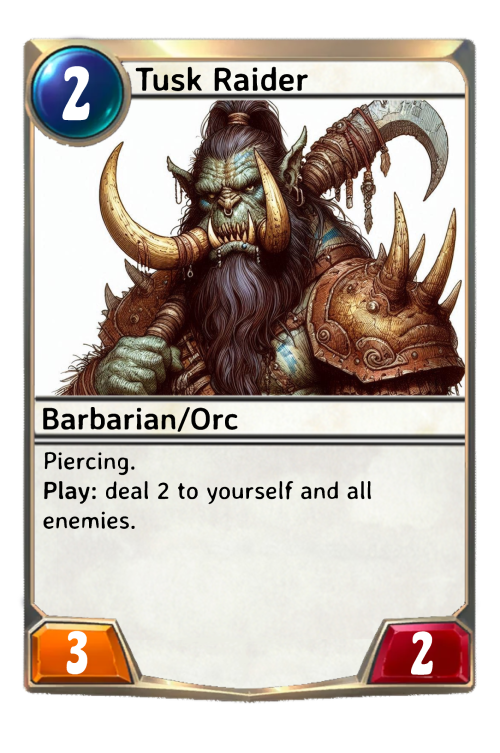 2
Tusk Raider
Barbarian/Orc
Piercing.
Play: deal 2 to yourself and all
enemies.
3
2